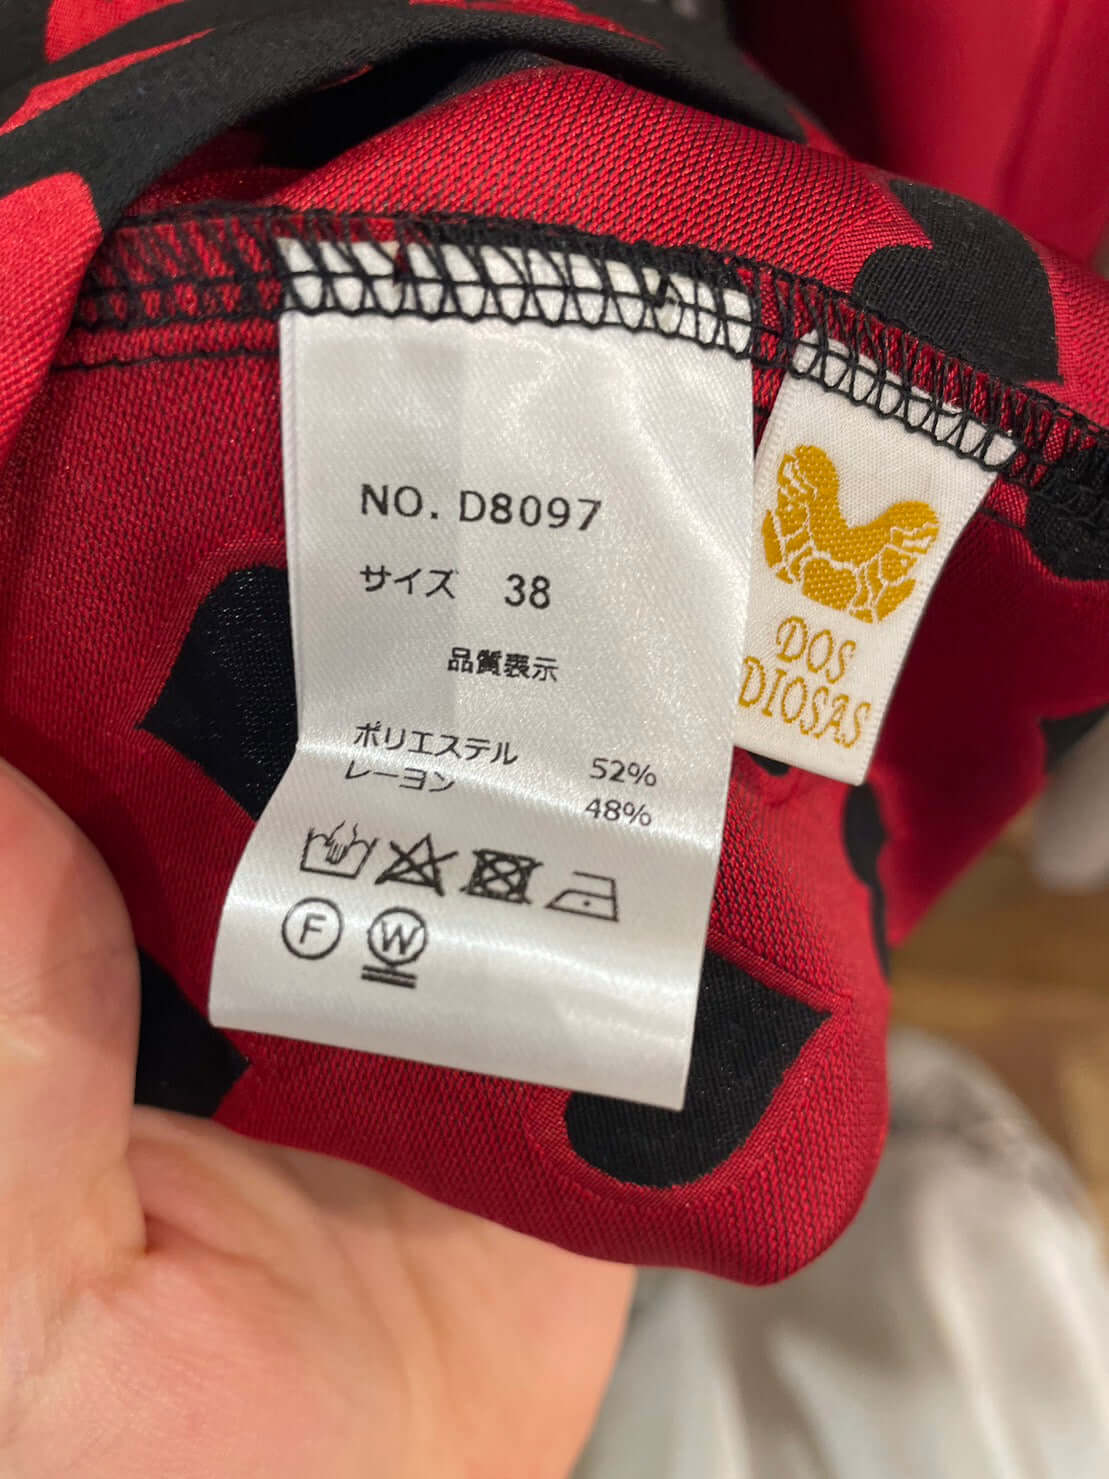 NO. D8097
サイズ 38
品質表示
ポリエステル 52%
レーヨン 48%
F W
DOS
DIOSAS